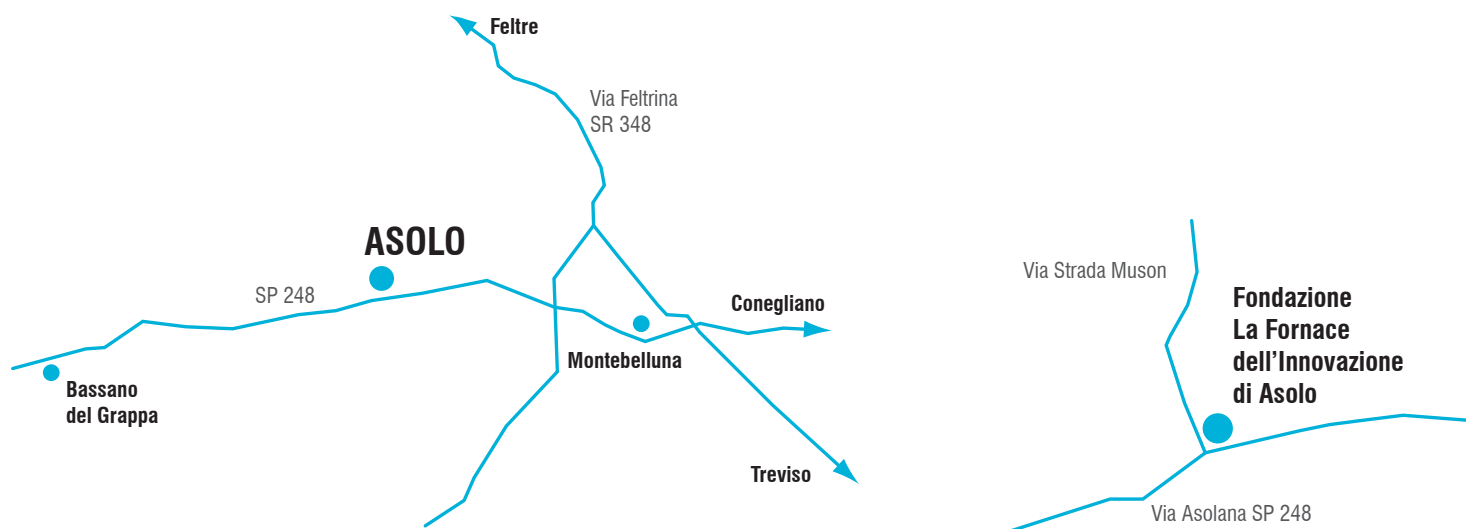 Feltre
Via Feltrina
SR 348
ASOLO
SP 248
Conegliano
Montebelluna
Bassano
del Grappa
Treviso
Via Strada Muson
Fondazione
La Fornace
dell’Innovazione
di Asolo
Via Asolana SP 248